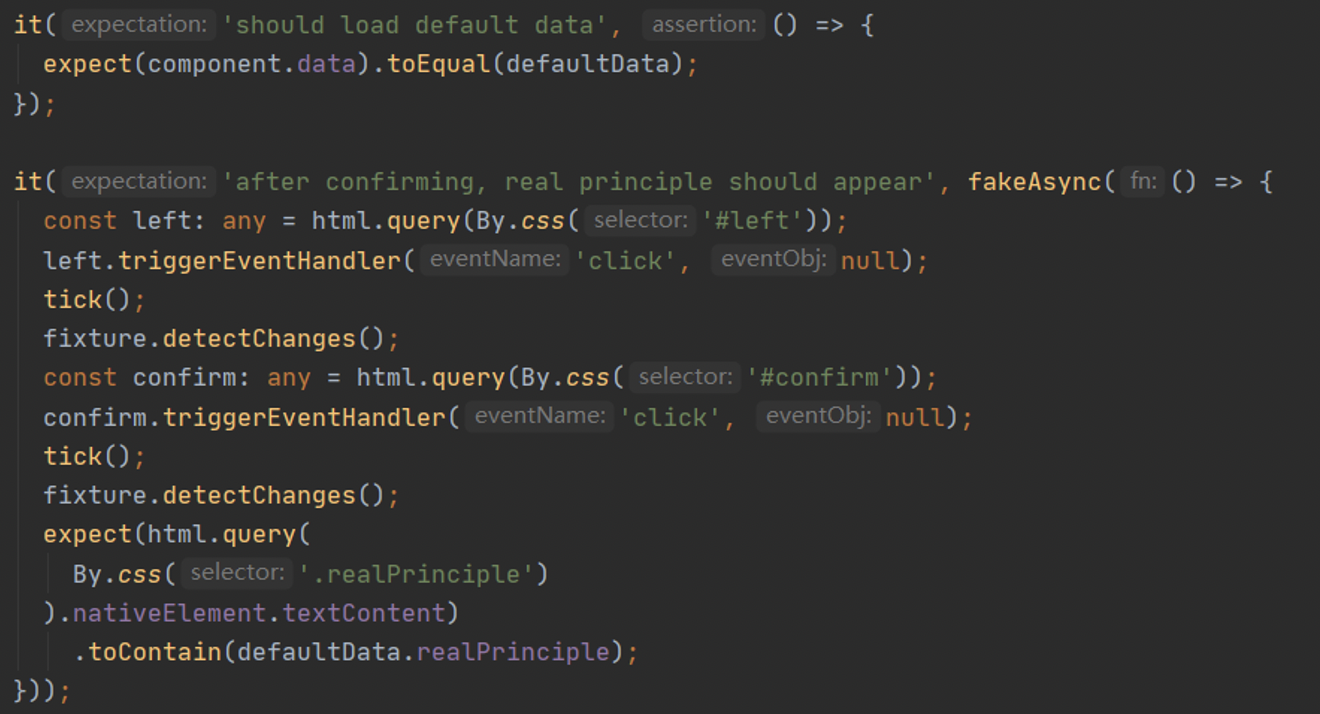 it( expectation: 'should load default data', assertion: () => {
  expect(component.data).toEqual(defaultData);
});

it( expectation: 'after confirming, real principle should appear', fakeAsync( fn: () => {
  const left: any = html.query(By.css( selector: '#left'));
  left.triggerEventHandler( eventName: 'click', eventObj: null);
  tick();
  fixture.detectChanges();
  const confirm: any = html.query(By.css( selector: '#confirm'));
  confirm.triggerEventHandler( eventName: 'click', eventObj: null);
  tick();
  fixture.detectChanges();
  expect(html.query(
    By.css( selector: '.realPrinciple')
  ).nativeElement.textContent)
    .toContain(defaultData.realPrinciple);
}));